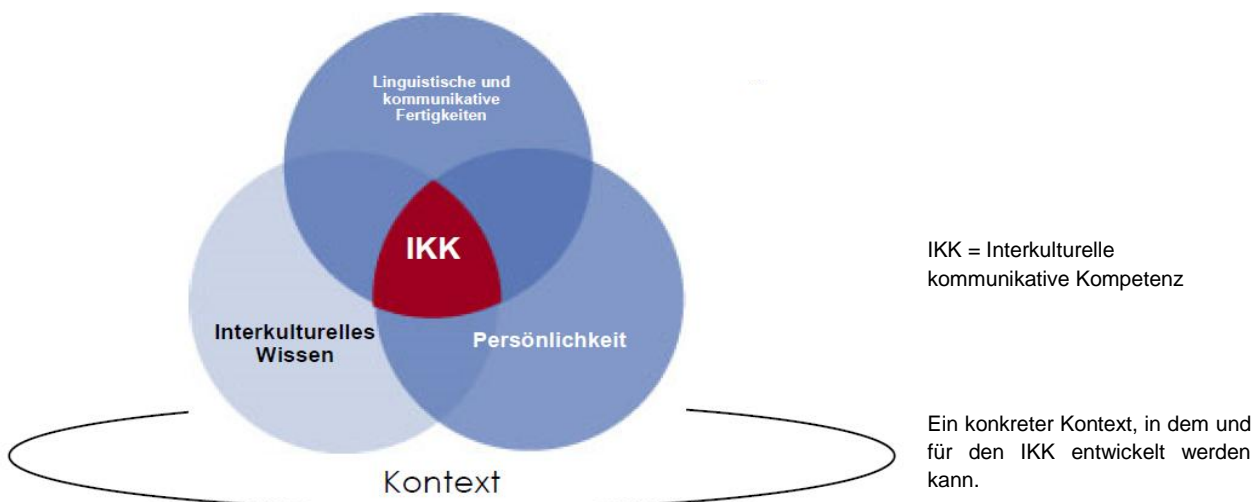 Linguistische und
kommunikative
Fertigkeiten
IKK
Interkulturelles
Wissen
Persönlichkeit
Kontext
IKK = Interkulturelle
kommunikative Kompetenz
Ein konkreter Kontext, in dem und
für den IKK entwickelt werden
kann.